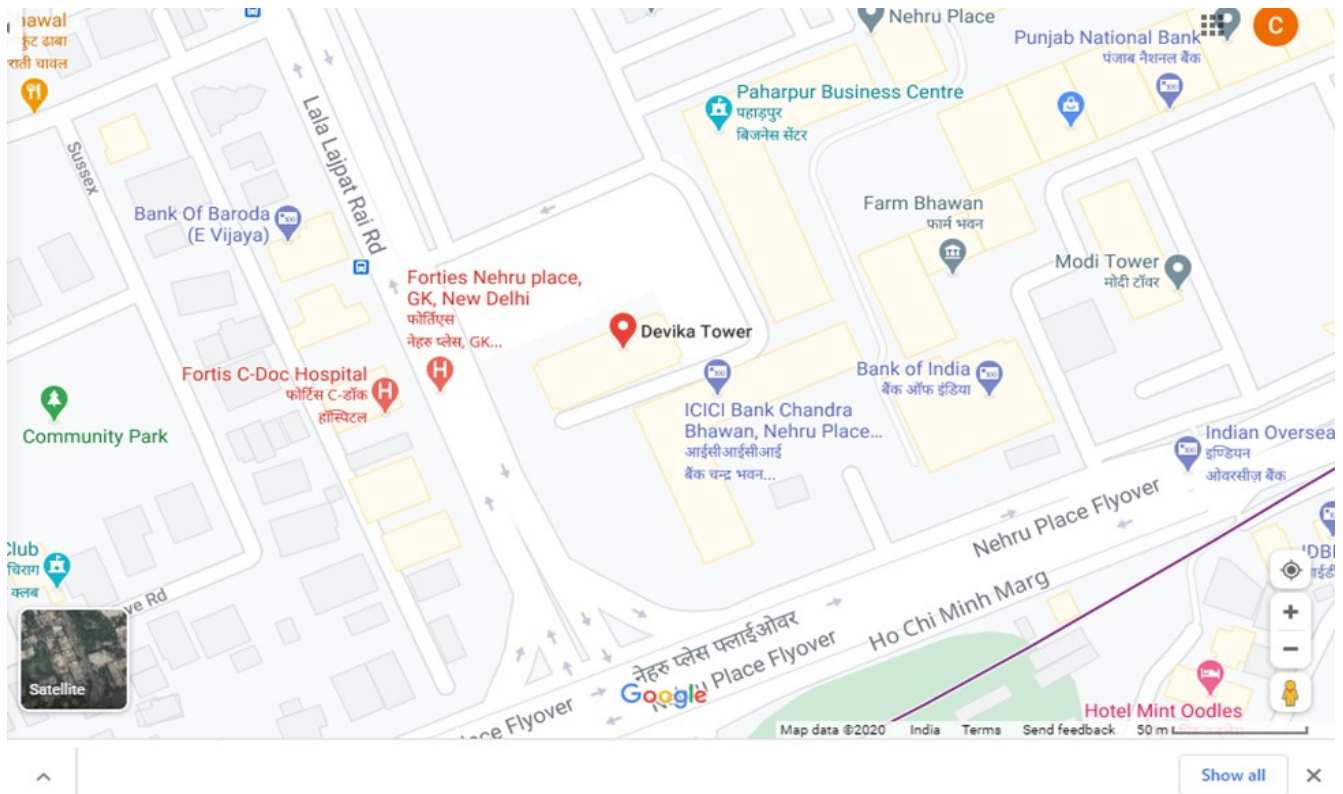 Nehru Place
Punjab National Bank
पंजाब नैशनल बैंक
C
राती चावल
Paharpur Business Centre
पहाड़पुर
बिजनेस सेंटर
Sussex
Lala Lajpat Rai Rd
Bank Of Baroda
(E Vijaya)
Farm Bhawan
फार्म भवन
Modi Tower
मोदी टॉवर
Forties Nehru place,
GK, New Delhi
फोर्तिएस
नेहरु प्लेस, GK...
Devika Tower
Fortis C-Doc Hospital
फोर्टिस C-डॉक
हॉस्पिटल
Bank of India
बैंक ऑफ इंडिया
ICICI Bank Chandra
Bhawan, Nehru Place...
आईसीआईसीआई
बैंक चन्द्र भवन...
Community Park
Indian Oversea
इण्डियन
ओवरसीज़ बैंक
Nehru Place Flyover
Club
चिराग
क्लब
IDBI
ve Rd
Ho Chi Minh Marg
नेहरु प्लेस फ्लाईओवर
Place Flyover
ace Flyover
Satellite
Google
Hotel Mint Oodles
Map data ©2020 India Terms Send feedback 50 m
Show all